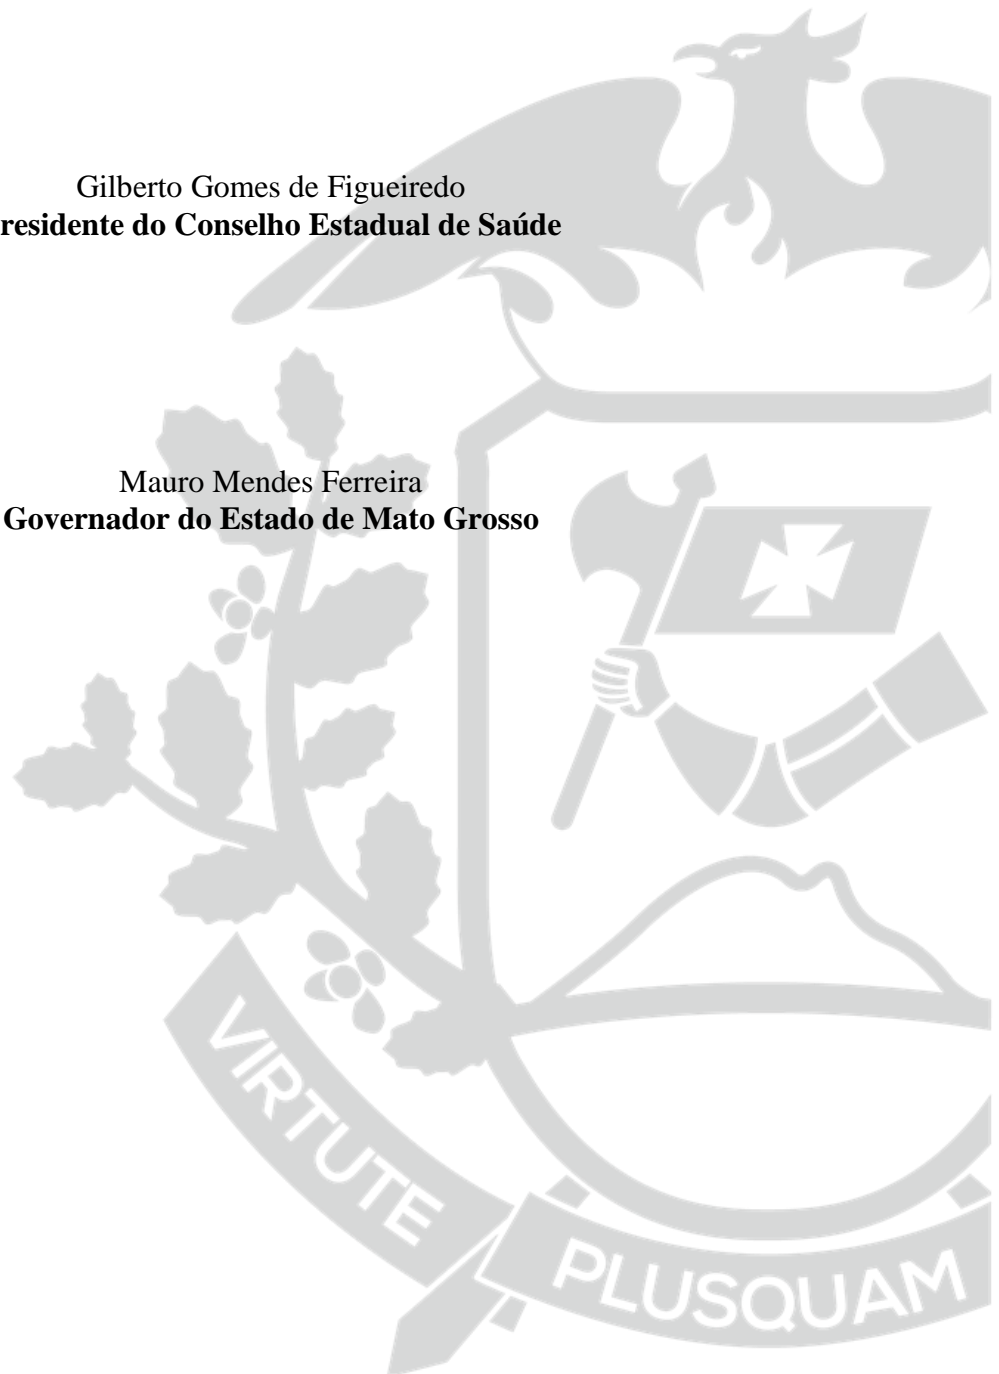 Gilberto Gomes de Figueiredo
residente do Conselho Estadual de Saúde
Mauro Mendes Ferreira
Governador do Estado de Mato Grosso
VIRTUTE
PLUSQUAM